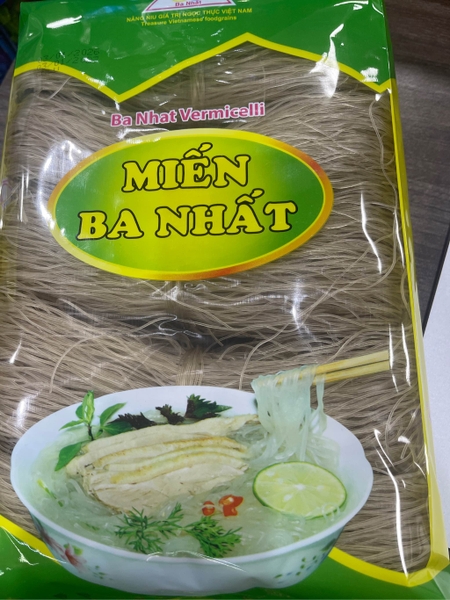 Ba Nhất
NÂNG NIU GIÁ TRỊ NGỌC THỰC VIỆT NAM
Treasure Vietnamese foodgrains
Ba Nhat Vermicelli
MIẾN
BA NHẤT